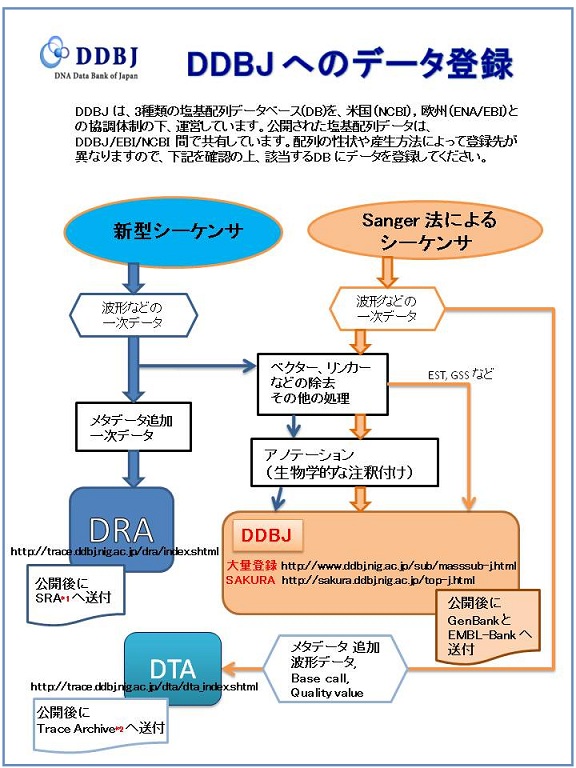 DDBJ
DNA Data Bank of Japan
DDBJ へのデータ登録
DDBJ は、3種類の塩基配列データベース(DB)を、米国（NCBI）, 欧州（ENA/EBI）と
の協調体制の下、運営しています。公開された塩基配列データは、
DDBJ/EBI/NCBI 間で共有しています。配列の性状や産生方法によって登録先が
異なりますので、下記を確認の上、該当するDB にデータを登録してください。
新型シーケンサ
Sanger 法による
シーケンサ
波形などの
一次データ
波形などの
一次データ
ベクター、リンカー
などの除去
その他の処理
EST, GSS など
メタデータ追加
一次データ
アノテーション
（生物学的な注釈付け）
DRA
http://trace.ddbj.nig.ac.jp/dra/index.shtml
DDBJ
大量登録 http://www.ddbj.nig.ac.jp/sub/masssub-j.html
SAKURA http://sakura.ddbj.nig.ac.jp/top-j.html
公開後に
SRA*1 へ送付
公開後に
GenBankと
EMBL-Bank へ
送付
DTA
http://trace.ddbj.nig.ac.jp/dta/dta_index.shtml
メタデータ 追加
波形データ,
Base call,
Quality value
公開後に
Trace Archive*2 へ送付